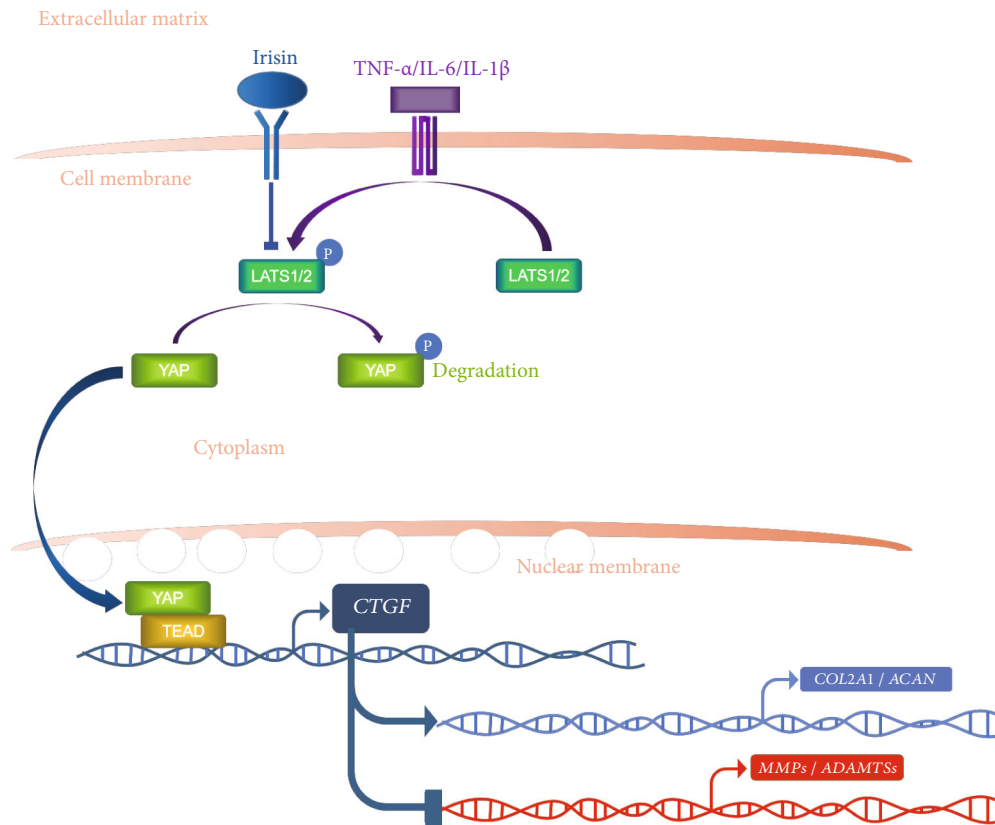 Extracellular matrix
Irisin
TNF-α/IL-6/IL-1β
Cell membrane
P
LATS1/2
LATS1/2
P
YAP
YAP
Degradation
Cytoplasm
Nuclear membrane
YAP
CTGF
TEAD
COL2A1 / ACAN
MMPs / ADAMTSs